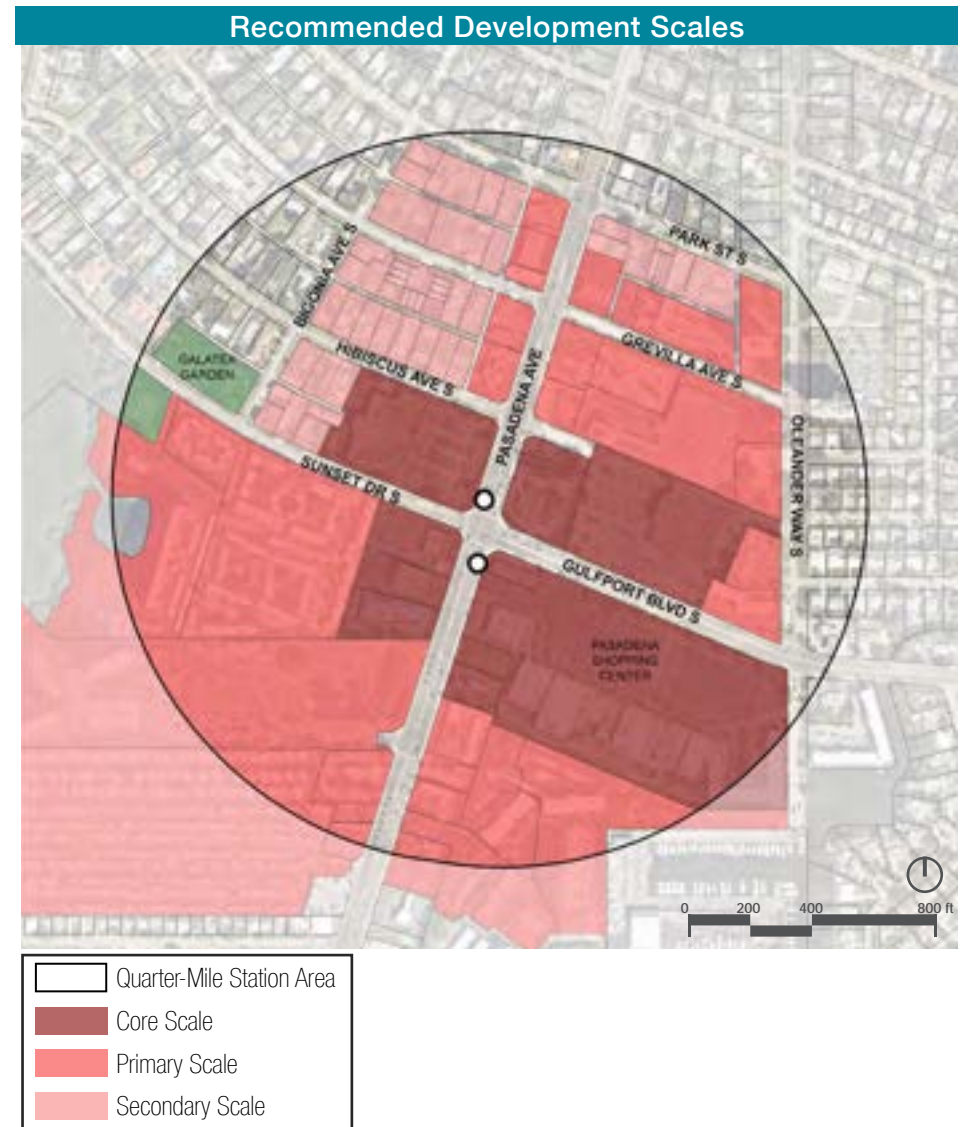 Recommended Development Scales
PARK ST S
BIGONIA AVE S
GALATEA
GARDEN
HIBISCUS AVE S
GREVILLA AVE S
PASADENA AVE
OLEANDER WAY S
SUNSET DR S
GULFPORT BLVD S
PASADENA
SHOPPING
CENTER
0 200 400 800 ft
Quarter-Mile Station Area
Core Scale
Primary Scale
Secondary Scale